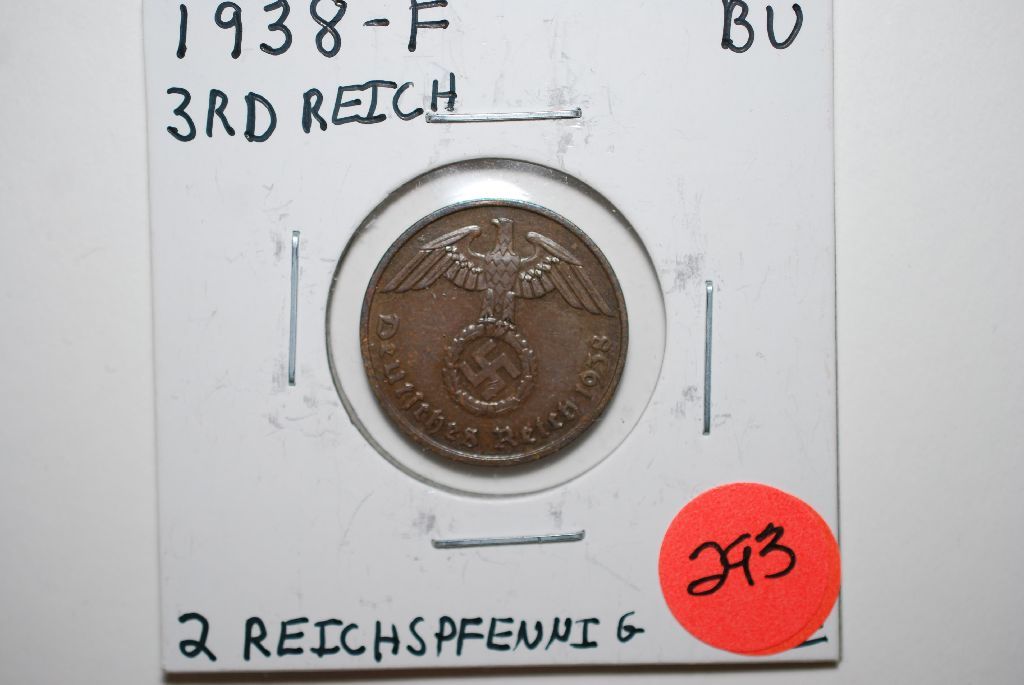 1938-F BU
3RD REICH
Deutsches Reich 1938
293
2 REICHSPFENNIG